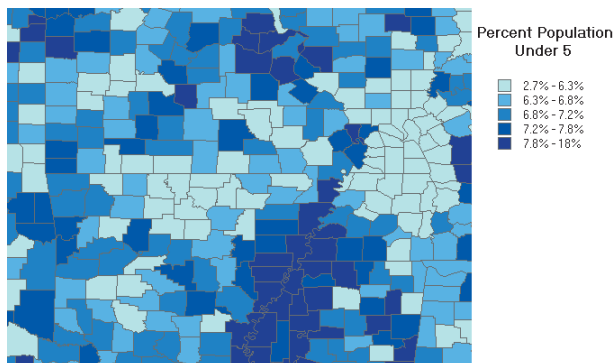 Percent Population
Under 5
2.7% - 6.3%
6.3% - 6.8%
6.8% - 7.2%
7.2% - 7.8%
7.8% - 18%